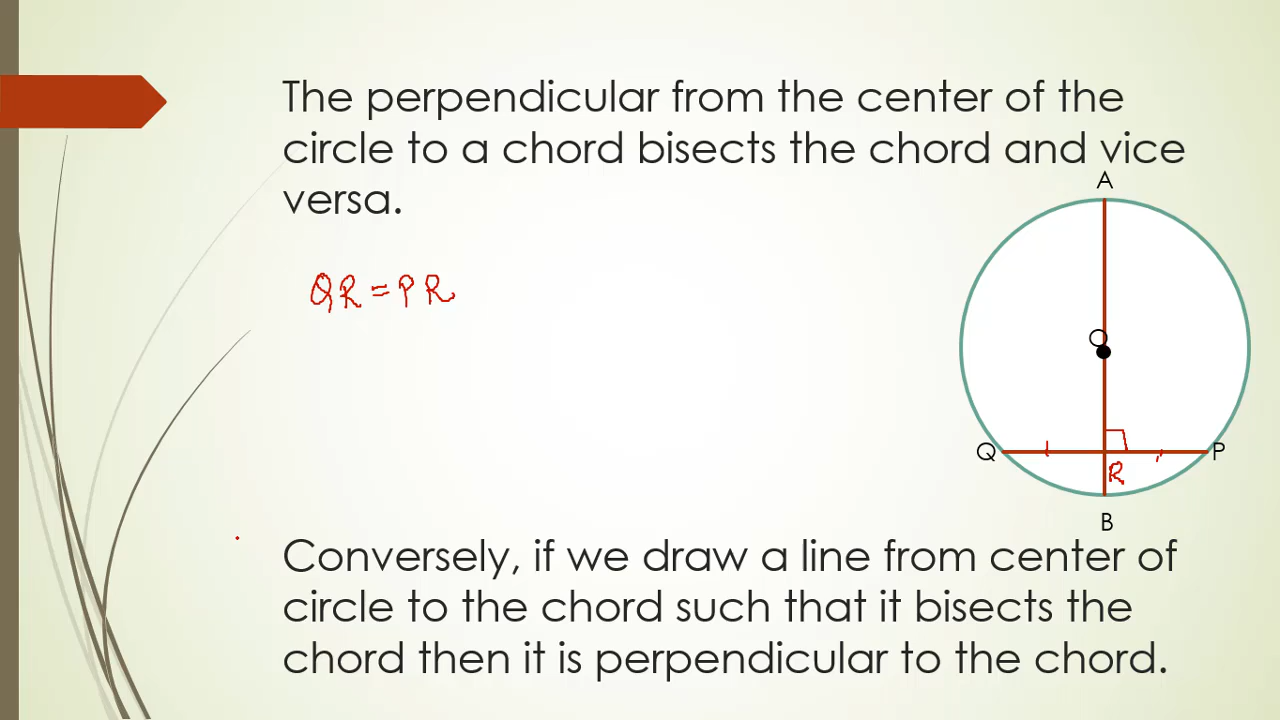 The perpendicular from the center of the
circle to a chord bisects the chord and vice
versa.
A
QR = PR
O
Q
P
R
B
Conversely, if we draw a line from center of
circle to the chord such that it bisects the
chord then it is perpendicular to the chord.